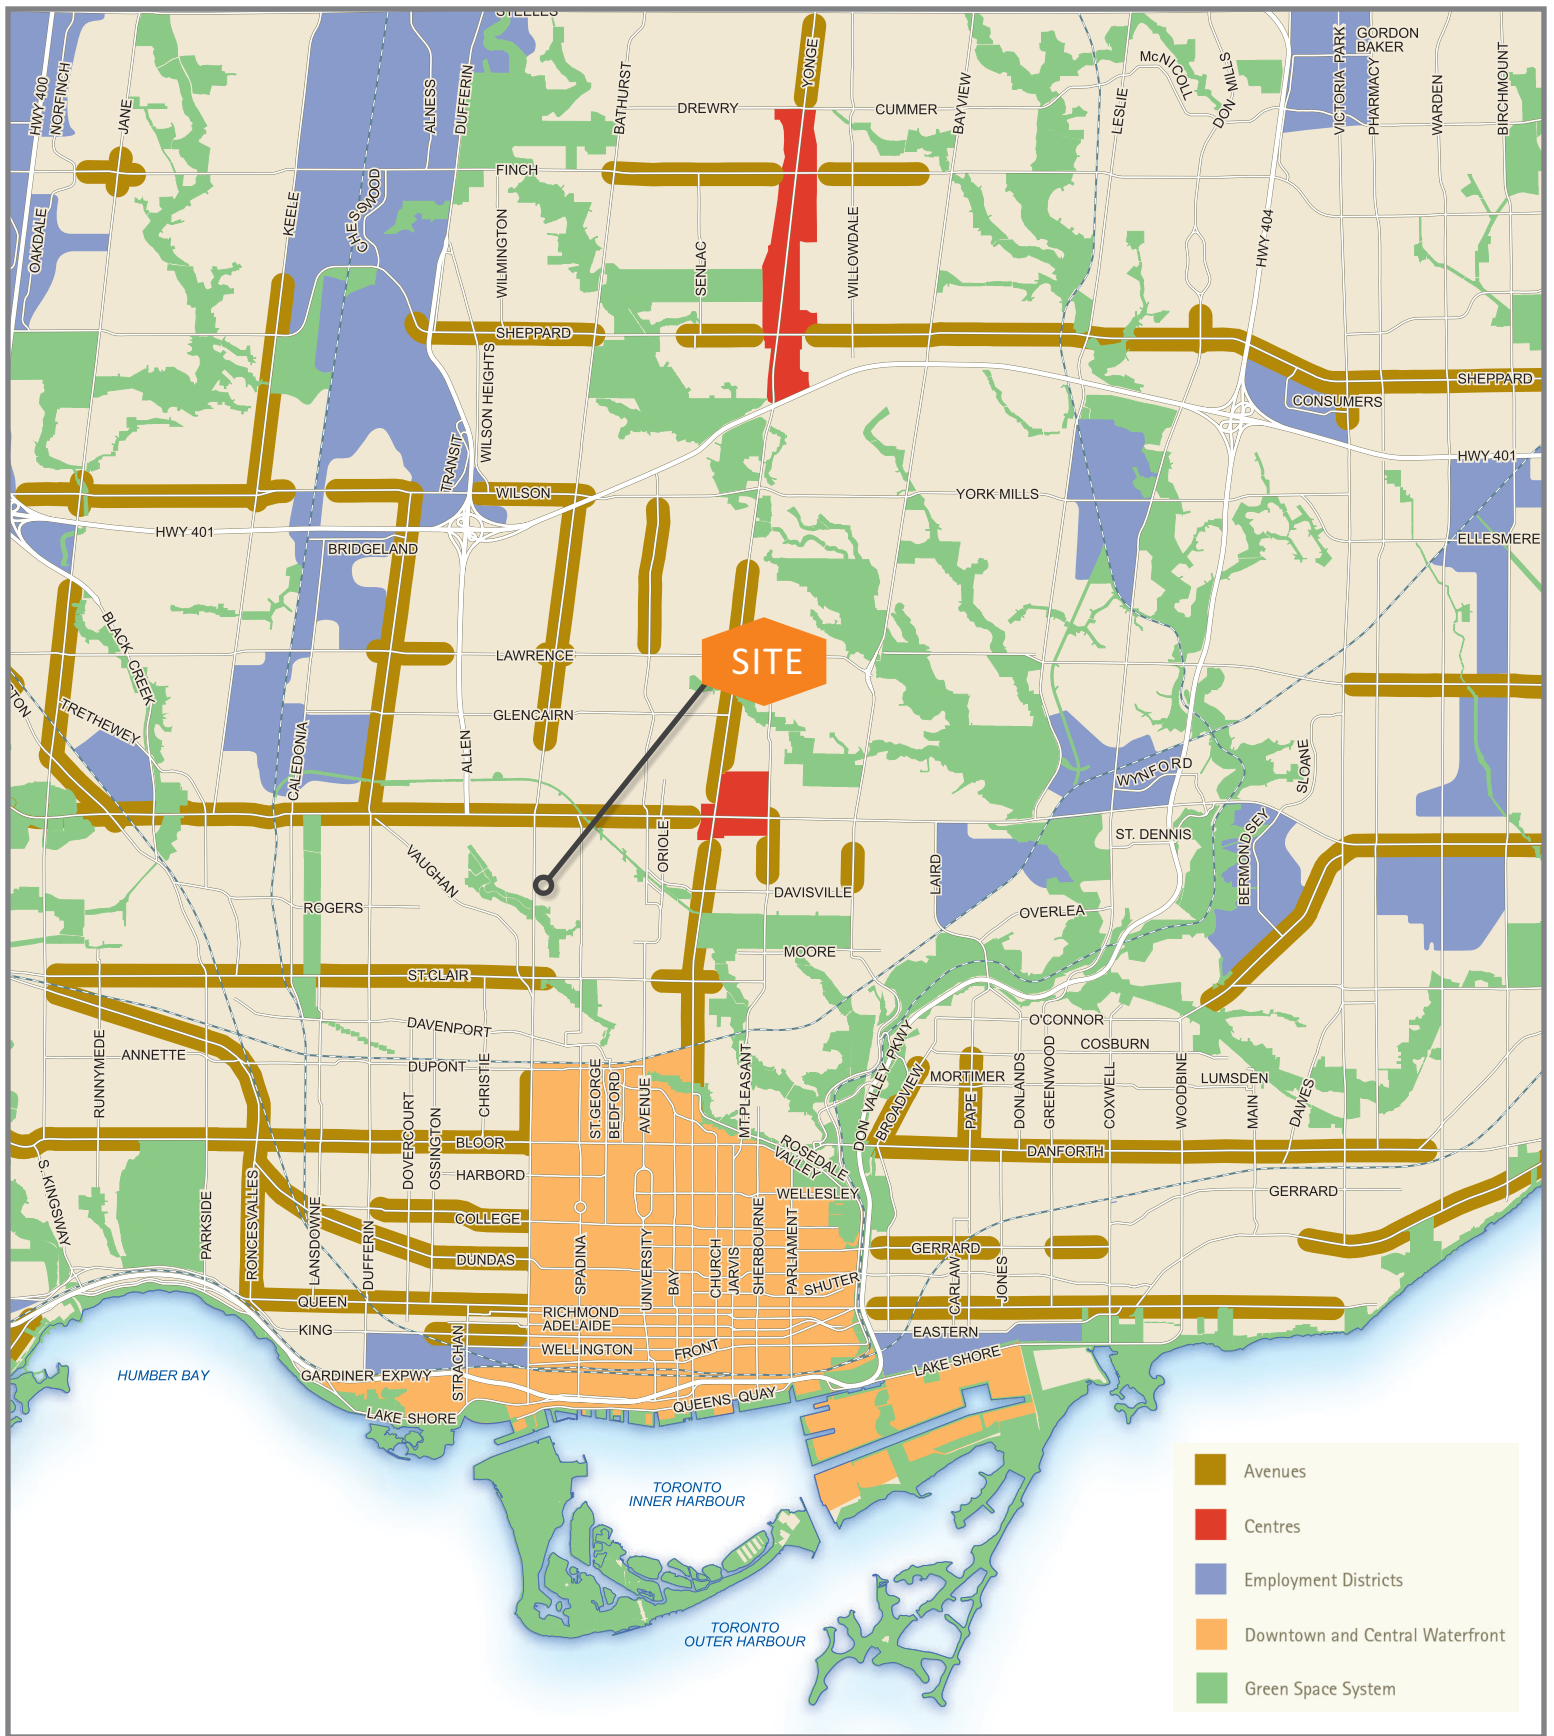 STEELES
HWY 400
NORFINCH
JANE
ALNESS
DUFFERIN
BATHURST
DREWRY
YONGE
CUMMER
BAYVIEW
LESLIE
McNICOLL
DON MILLS
VICTORIA PARK
GORDON
BAKER
PHARMACY
WARDEN
BIRCHMOUNT
FINCH
OAKDALE
KEELE
CHESSWOOD
WILMINGTON
SENLAC
WILLOWDALE
HWY 404
SHEPPARD
WILSON HEIGHTS
TRANSIT
SHEPPARD
CONSUMERS
HWY 401
WILSON
YORK MILLS
HWY 401
BRIDGELAND
ELLESMERE
BLACK CREEK
LAWRENCE
SITE
TRETHEWEY
GLENCAIRN
CALEDONIA
ALLEN
WYNFORD
SLOANE
VAUGHAN
ORIOLE
ST. DENNIS
BERMONDSEY
LAIRD
DAVISVILLE
ROGERS
OVERLEA
MOORE
ST.CLAIR
O'CONNOR
DAVENPORT
COSBURN
RUNNYMEDE
ANNETTE
DUPONT
CHRISTIE
ST.GEORGE
BEDFORD
AVENUE
MT.PLEASANT
DON VALLEY PKWY
BROADVIEW
MORTIMER
PAPE
DONLANDS
GREENWOOD
COXWELL
WOODBINE
LUMSDEN
MAIN
DAWES
DOVERCOURT
OSSINGTON
BLOOR
DANFORTH
ROSEDALE
VALLEY
S. KINGSWAY
HARBORD
WELLESLEY
GERRARD
PARKSIDE
RONCESVALLES
LANSDOWNE
DUFFERIN
COLLEGE
DUNDAS
SPADINA
UNIVERSITY
BAY
CHURCH
JARVIS
SHERBOURNE
PARLIAMENT
SHUTER
GERRARD
CARLAW
JONES
QUEEN
RICHMOND
ADELAIDE
KING
EASTERN
STRACHAN
WELLINGTON
FRONT
LAKE SHORE
HUMBER BAY
GARDINER EXPWY
QUEENS QUAY
LAKE SHORE
TORONTO
INNER HARBOUR
TORONTO
OUTER HARBOUR
Avenues
Centres
Employment Districts
Downtown and Central Waterfront
Green Space System